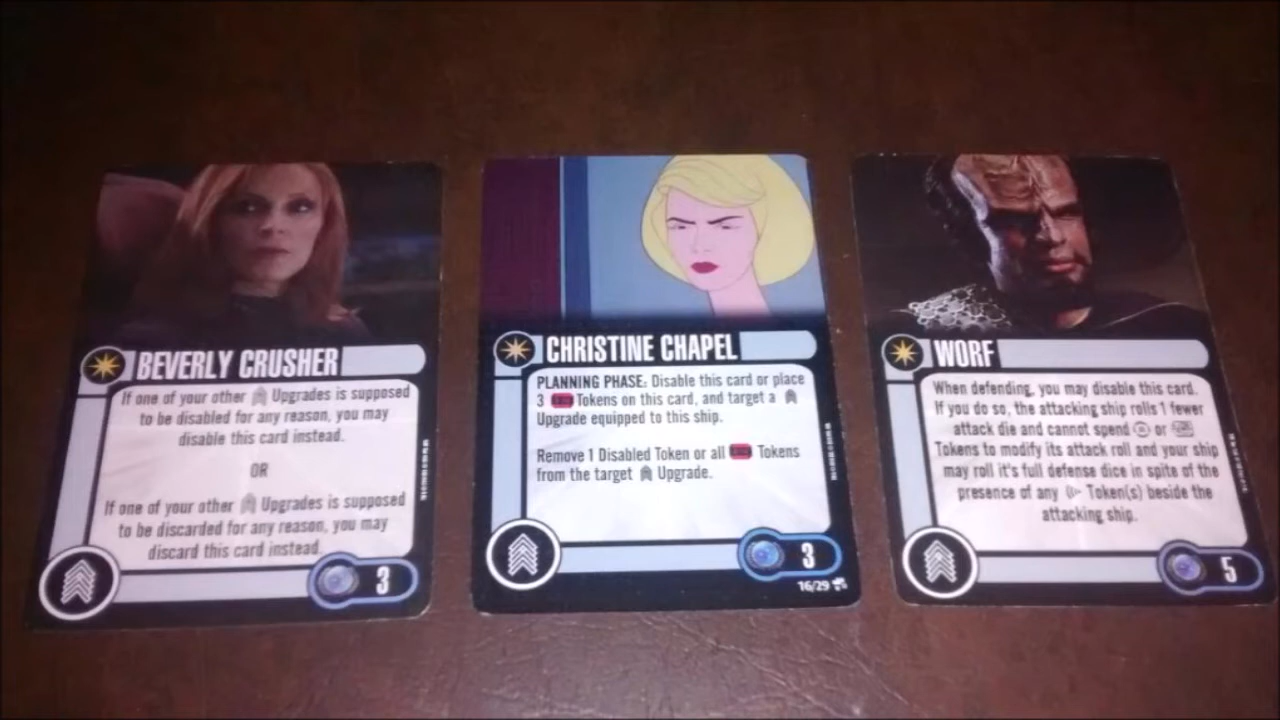 BEVERLY CRUSHER
If one of your other Upgrades is supposed
to be disabled for any reason, you may
disable this card instead.
OR
If one of your other Upgrades is supposed
to be discarded for any reason, you may
discard this card instead.
3
CHRISTINE CHAPEL
PLANNING PHASE: Disable this card or place
3 Tokens on this card, and target a
Upgrade equipped to this ship.
Remove 1 Disabled Token or all Tokens
from the target Upgrade.
3
16/29
WORF
When defending, you may disable this card.
If you do so, the attacking ship rolls 1 fewer
attack die and cannot spend or
Tokens to modify its attack roll and your ship
may roll it's full defense dice in spite of the
presence of any Token(s) beside the
attacking ship.
5